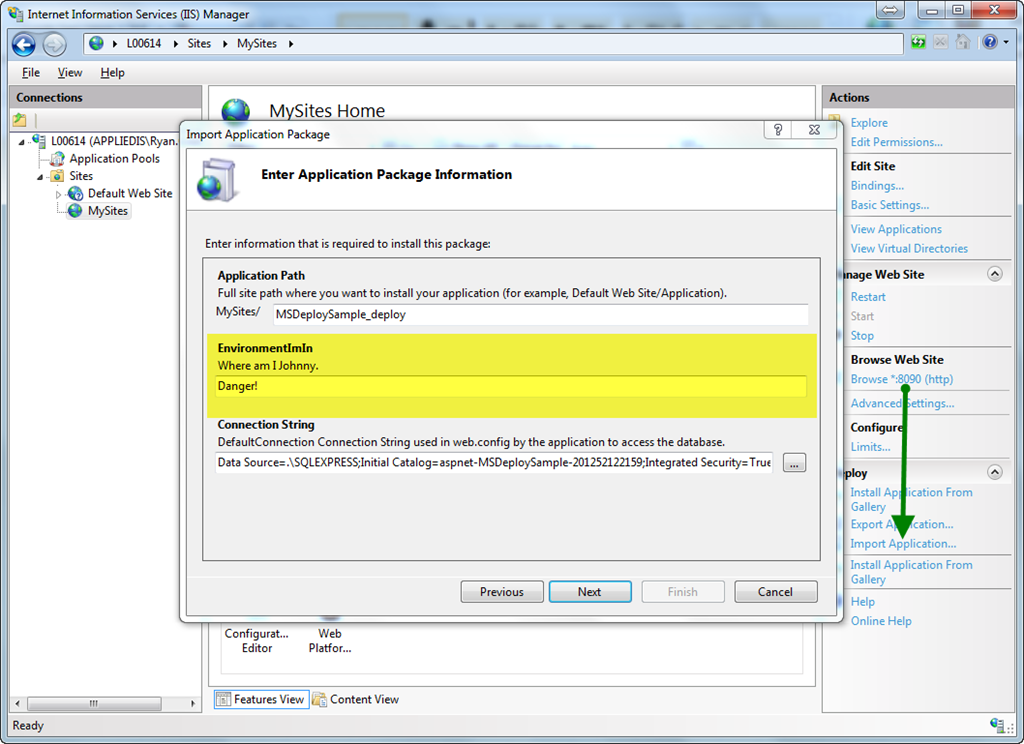 Internet Information Services (IIS) Manager
L00614
Sites
MySites
File View Help
Connections
L00614 (APPLIEDIS\Ryan.
Application Pools
Sites
Default Web Site
MySites
MySites Home
Import Application Package
Enter Application Package Information
Enter information that is required to install this package:
Application Path
Full site path where you want to install your application (for example, Default Web Site/Application).
MySites/ MSDeploySample_deploy
EnvironmentImIn
Where am I Johnny.
Danger!
Connection String
DefaultConnection Connection String used in web.config by the application to access the database.
Data Source=.\SQLEXPRESS;Initial Catalog=aspnet-MSDeploySample-201252122159;Integrated Security=True
...
Previous Next Finish Cancel
Configurat... Editor
Web Platfor...
Features View Content View
Actions
Explore
Edit Permissions...
Edit Site
Bindings...
Basic Settings...
View Applications
View Virtual Directories
nage Web Site
Restart
Start
Stop
Browse Web Site
Browse *:8090 (http)
Advanced Settings...
Configure
Limits...
ploy
Install Application From
Gallery
Export Application...
Import Application...
Install Application From
Gallery
Help
Online Help
Ready